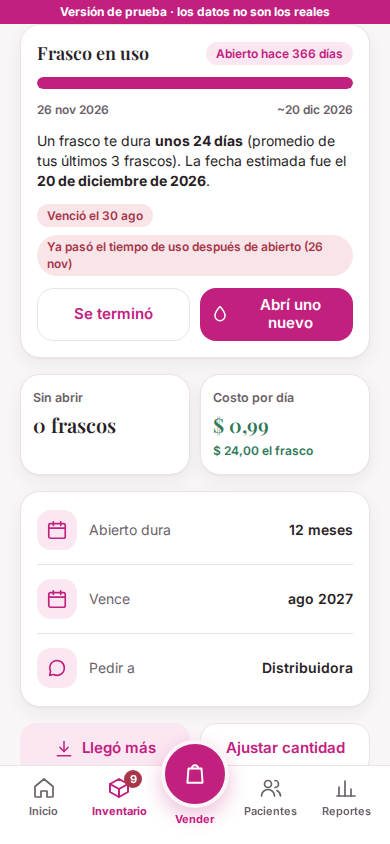 Versión de prueba · los datos no son los reales
Frasco en uso
Abierto hace 366 días
26 nov 2026
~20 dic 2026
Un frasco te dura unos 24 días (promedio de
tus últimos 3 frascos). La fecha estimada fue el
20 de diciembre de 2026.
Venció el 30 ago
Ya pasó el tiempo de uso después de abierto (26
nov)
Se terminó
Abrí uno
nuevo
Sin abrir
0 frascos
Costo por día
$ 0,99
$ 24,00 el frasco
Abierto dura
12 meses
Vence
ago 2027
Pedir a
Distribuidora
Llegó más
Ajustar cantidad
Inicio
9
Inventario
Vender
Pacientes
Reportes